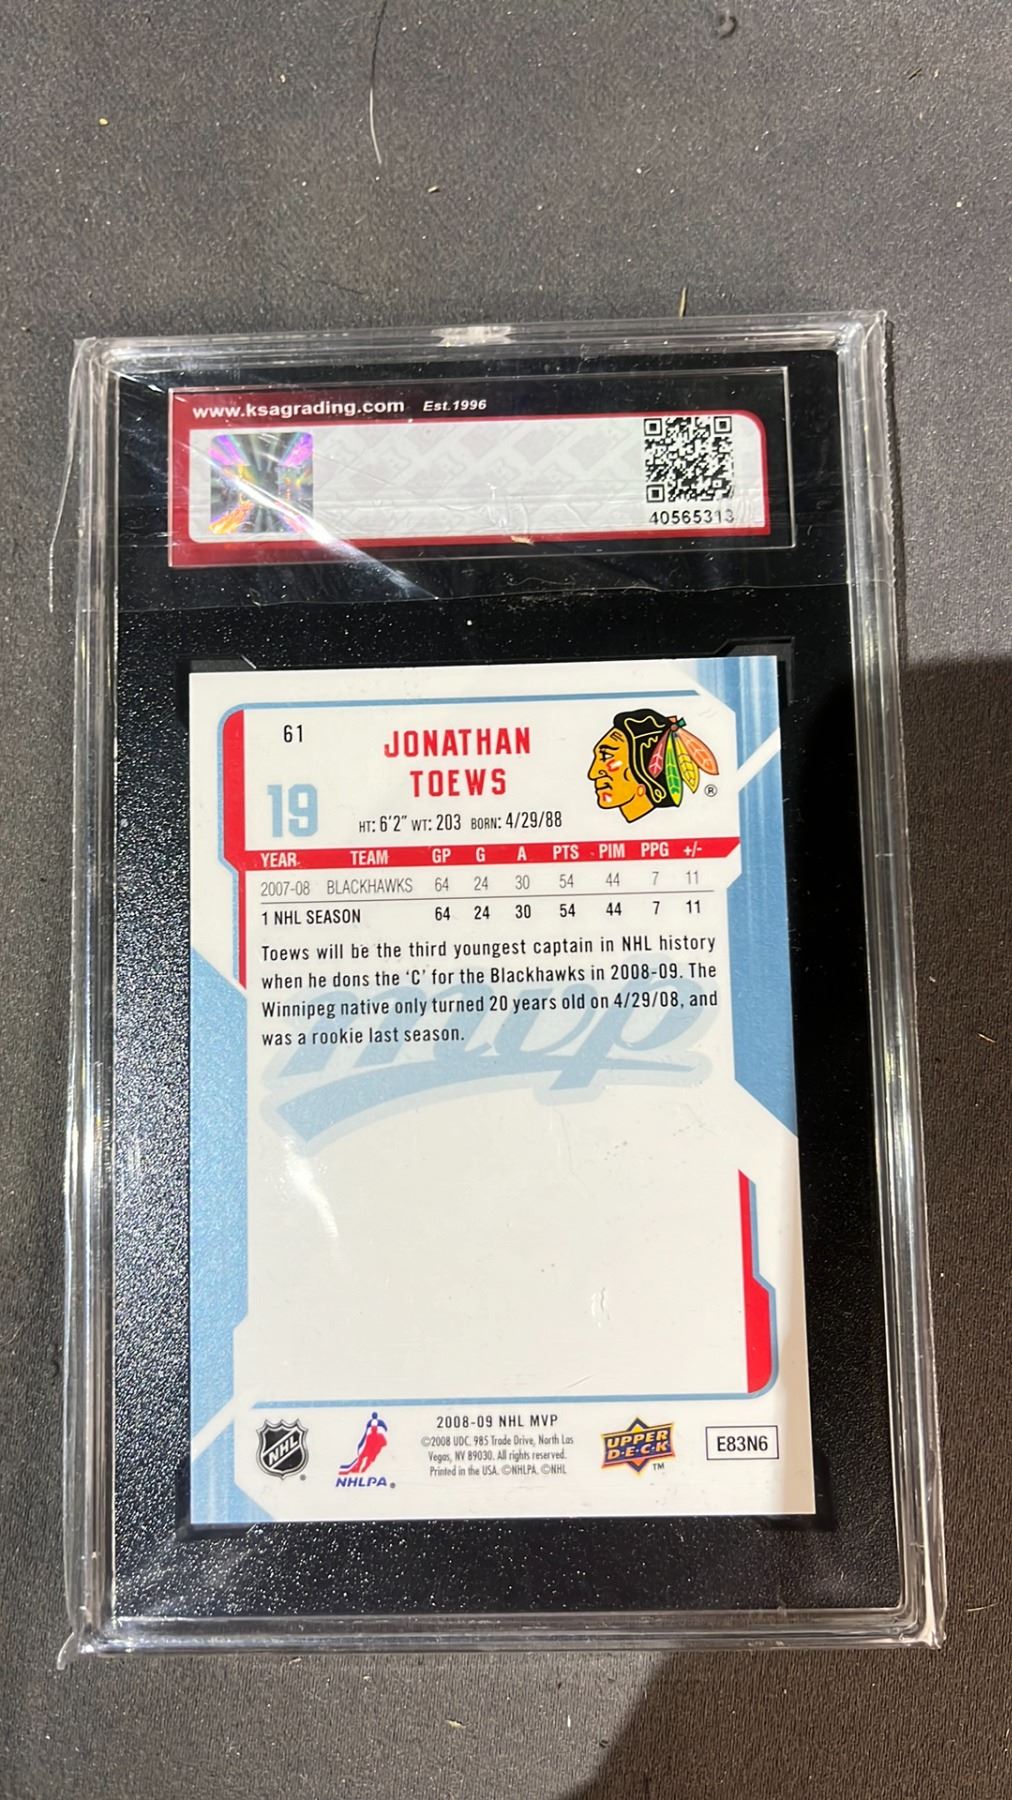 www.ksagrading.com Est.1996
40565313
61
JONATHAN
TOEWS
19
HT: 6'2" WT: 203 BORN: 4/29/88
YEAR TEAM GP G A PTS PIM PPG +/-
2007-08 BLACKHAWKS 64 24 30 54 44 7 11
1 NHL SEASON 64 24 30 54 44 7 11
Toews will be the third youngest captain in NHL history
when he dons the ‘C’ for the Blackhawks in 2008-09. The
Winnipeg native only turned 20 years old on 4/29/08, and
was a rookie last season.
mvp
NHL ®
NHLPA ®
2008-09 NHL MVP
©2008 UDC. 985 Trade Drive, North Las
Vegas, NV 89030. All rights reserved.
Printed in the USA. ©NHLPA. ©NHL
UPPER
D·E·C·K
TM
E83N6
®